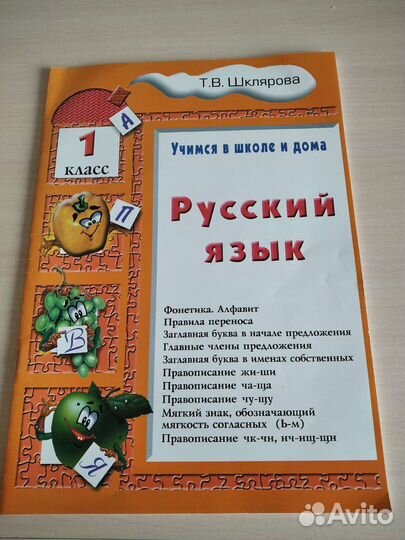 Т.В. Шклярова
А
1
класс
Учимся в школе и дома
П
Русский
язык
В
Я
Фонетика. Алфавит
Правила переноса
Заглавная буква в начале предложения
Главные члены предложения
Заглавная буква в именах собственных
Правописание жи-ши
Правописание ча-ща
Правописание чу-щу
Мягкий знак, обозначающий
мягкость согласных (Ь-м)
Правописание чк-чн, нч-нщ-щн
Avito